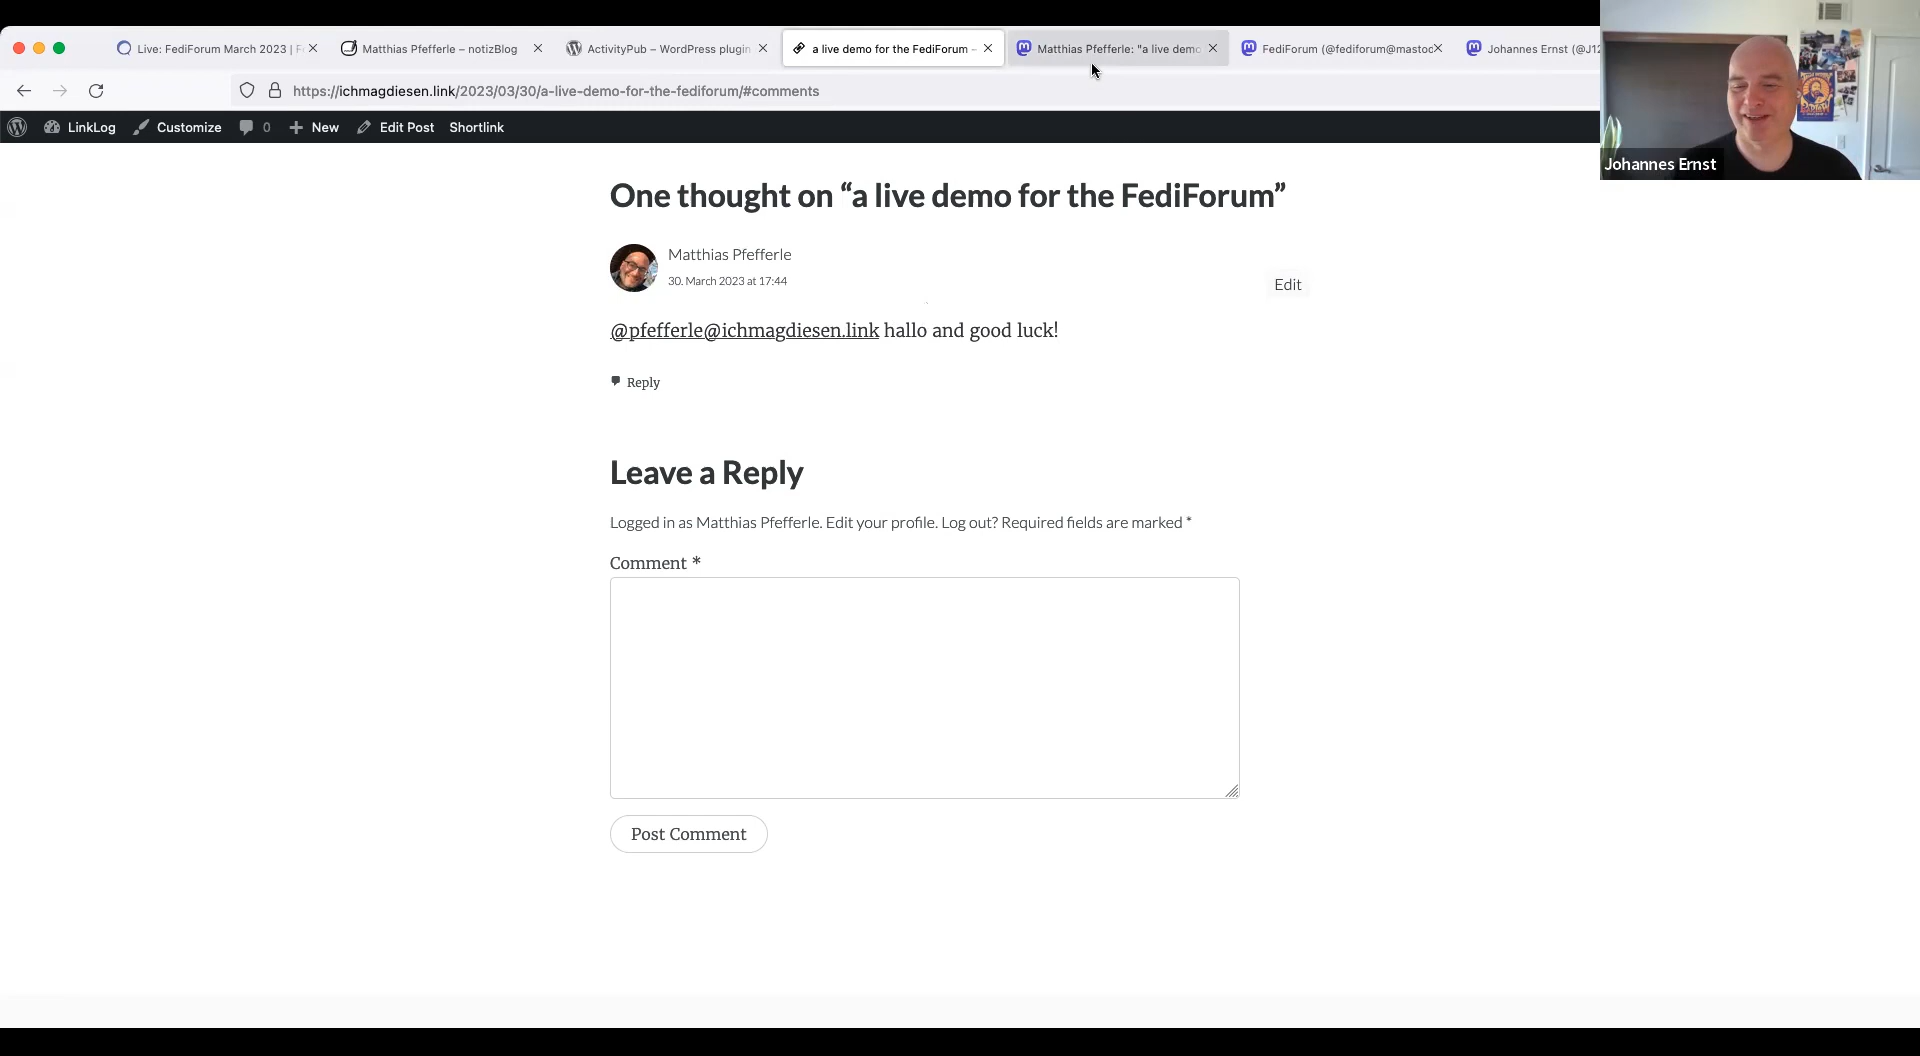 Live: FediForum March 2023 | F
Matthias Pfefferle – notizBlog
ActivityPub – WordPress plugin
a live demo for the FediForum –
Matthias Pfefferle: "a live demo
FediForum (@fediforum@mastod
Johannes Ernst (@J12
https://ichmagdiesen.link/2023/03/30/a-live-demo-for-the-fediforum/#comments
LinkLog
Customize
0
New
Edit Post
Shortlink
Johannes Ernst
One thought on “a live demo for the FediForum”
Matthias Pfefferle
30. March 2023 at 17:44
Edit
@pfefferle@ichmagdiesen.link hallo and good luck!
Reply
Leave a Reply
Logged in as Matthias Pfefferle. Edit your profile. Log out? Required fields are marked *
Comment *
Post Comment